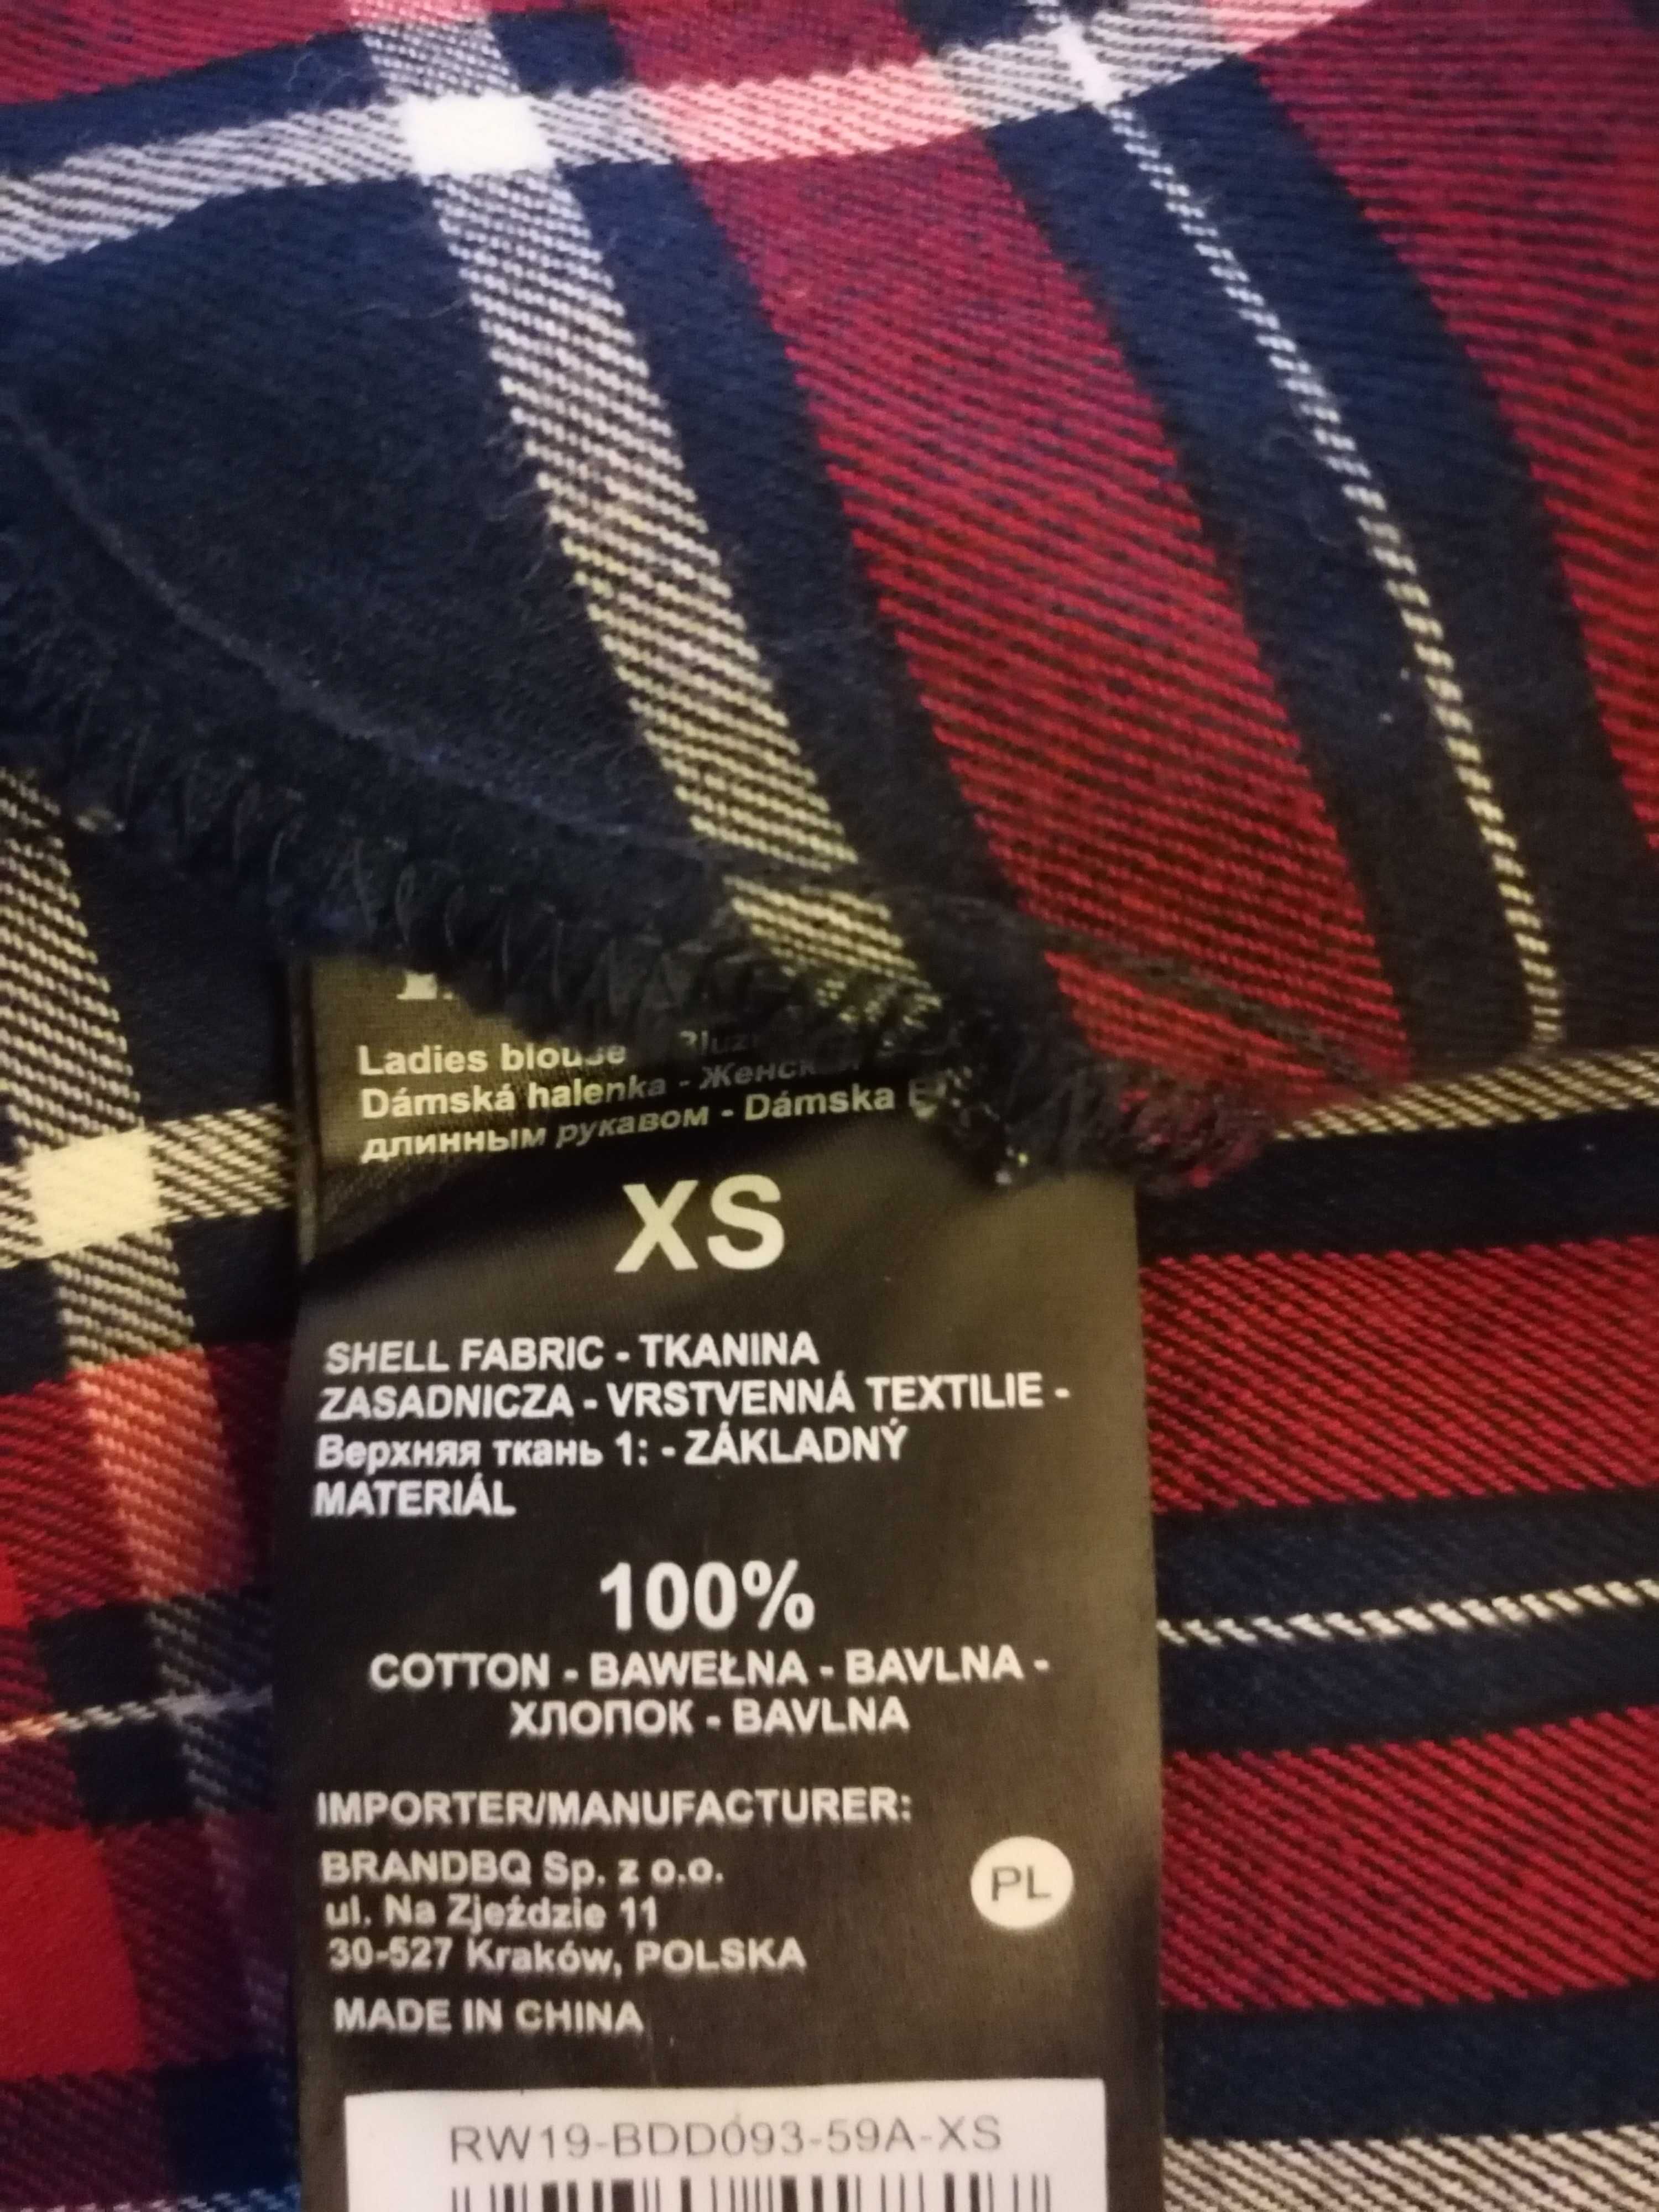 Ladies blouse
Dámská halenka -
длинным рукавом - Dámska
XS
SHELL FABRIC - TKANINA
ZASADNICZA - VRSTVENNÁ TEXTILIE -
Верхняя ткань 1: - ZÁKLADNÝ
MATERIÁL
100%
COTTON - BAWEŁNA - BAVLNA -
ХЛОПОК - BAVLNA
IMPORTER/MANUFACTURER:
BRANDBQ Sp. z o.o.
ul. Na Zjeździe 11
30-527 Kraków, POLSKA
PL
MADE IN CHINA
RW19-BDD093-59A-XS